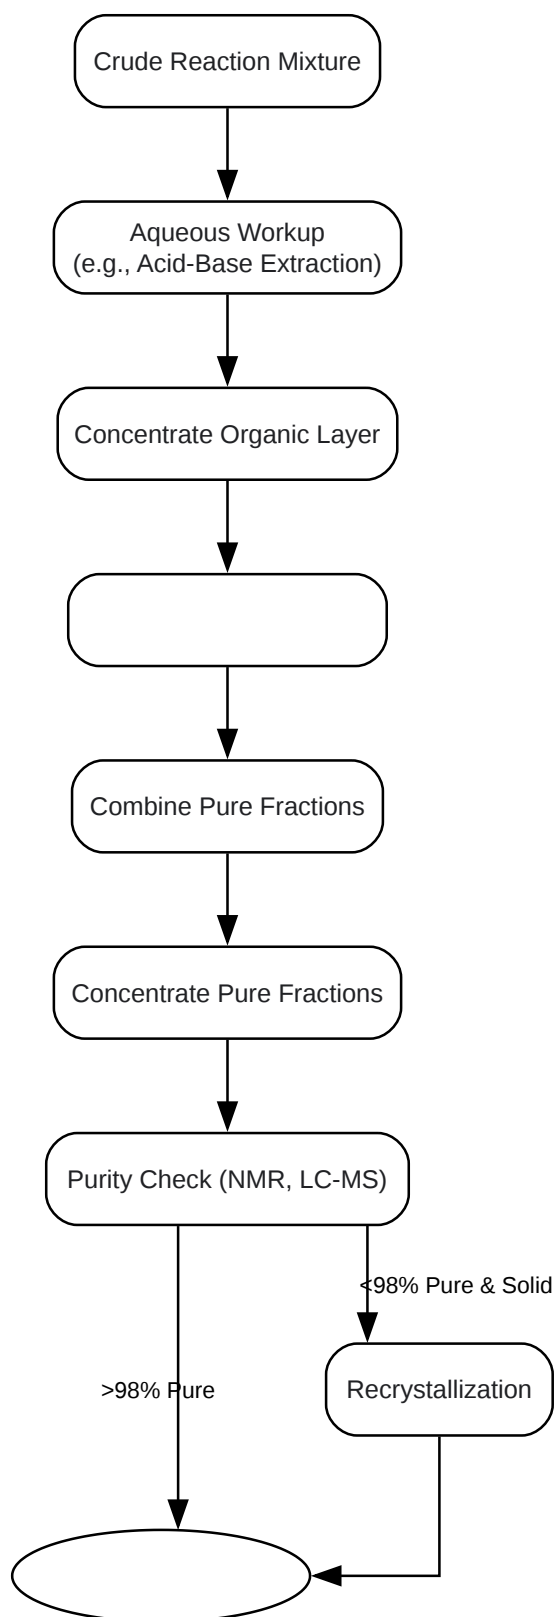 Crude Reaction Mixture
Aqueous Workup
(e.g., Acid-Base Extraction)
Concentrate Organic Layer
Combine Pure Fractions
Concentrate Pure Fractions
Purity Check (NMR, LC-MS)
<98% Pure & Solid
>98% Pure
Recrystallization